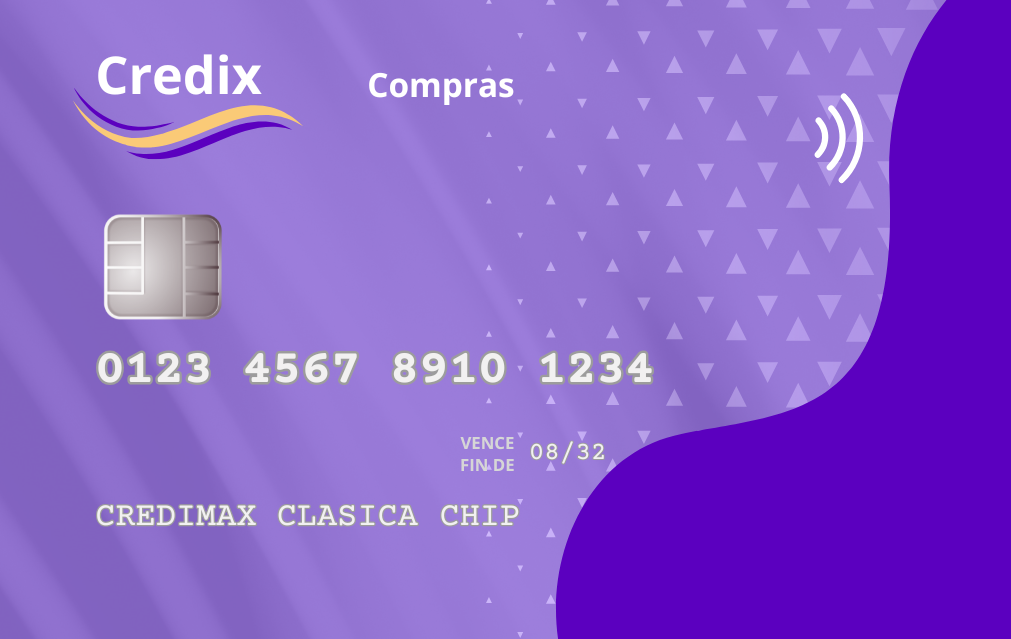 Credix
Compras
0123 4567 8910 1234
VENCE
FIN DE
08/32
CREDIMAX CLASICA CHIP